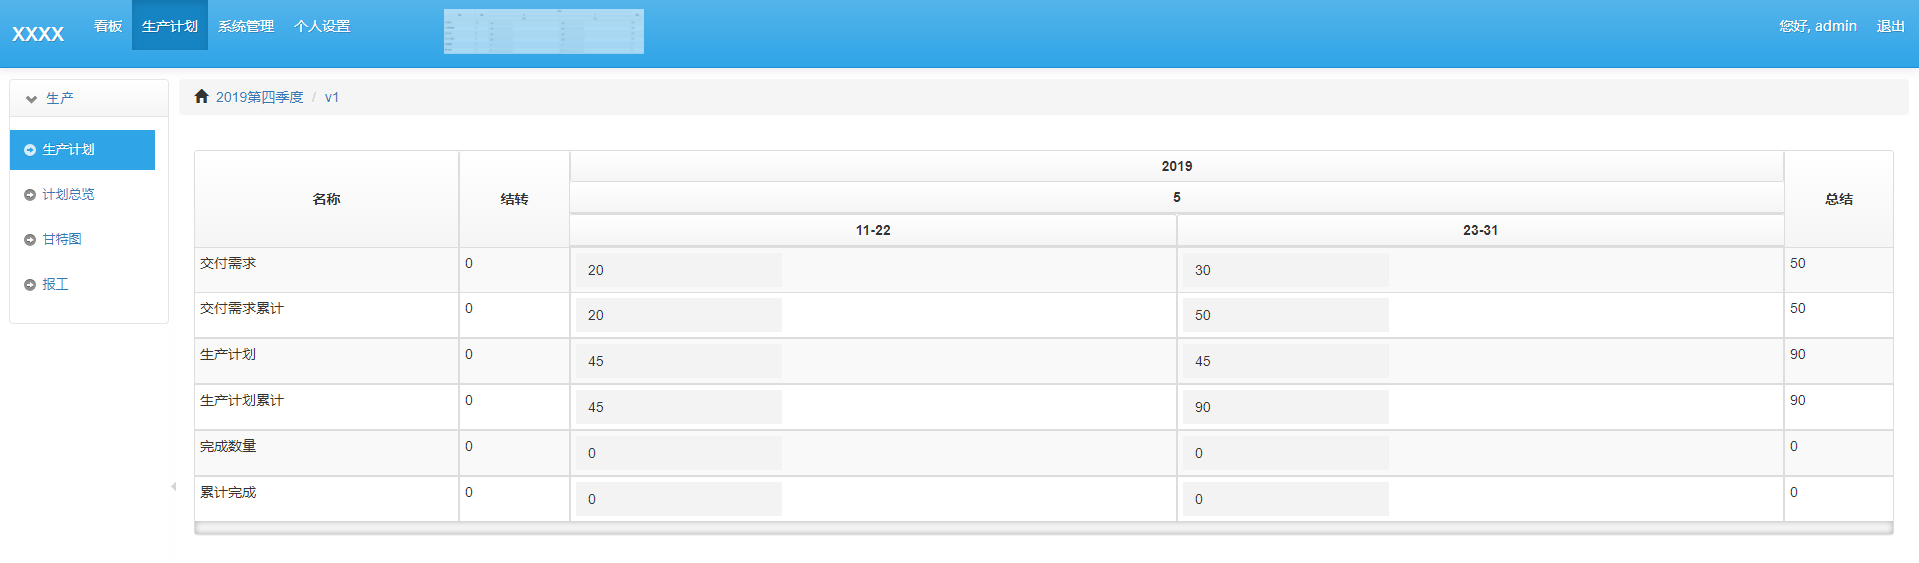 XXXX 看板 生产计划 系统管理 个人设置 您好, admin 退出
生产
生产计划
计划总览
甘特图
报工
2019第四季度 / v1
名称 结转 2019 总结
5
11-22 23-31
交付需求 0 20 30 50
交付需求累计 0 20 50 50
生产计划 0 45 45 90
生产计划累计 0 45 90 90
完成数量 0 0 0 0
累计完成 0 0 0 0